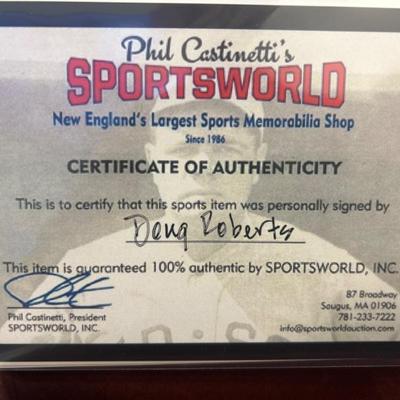 Phil Castinetti's
SPORTSWORLD
New England's Largest Sports Memorabilia Shop
Since 1986
CERTIFICATE OF AUTHENTICITY
This is to certify that this sports item was personally signed by
Doug Roberts
This item is guaranteed 100% authentic by SPORTSWORLD, INC.
Phil Castinetti, President
SPORTSWORLD, INC.
87 Broadway
Saugus, MA 01906
781-233-7222
info@sportsworldauction.com